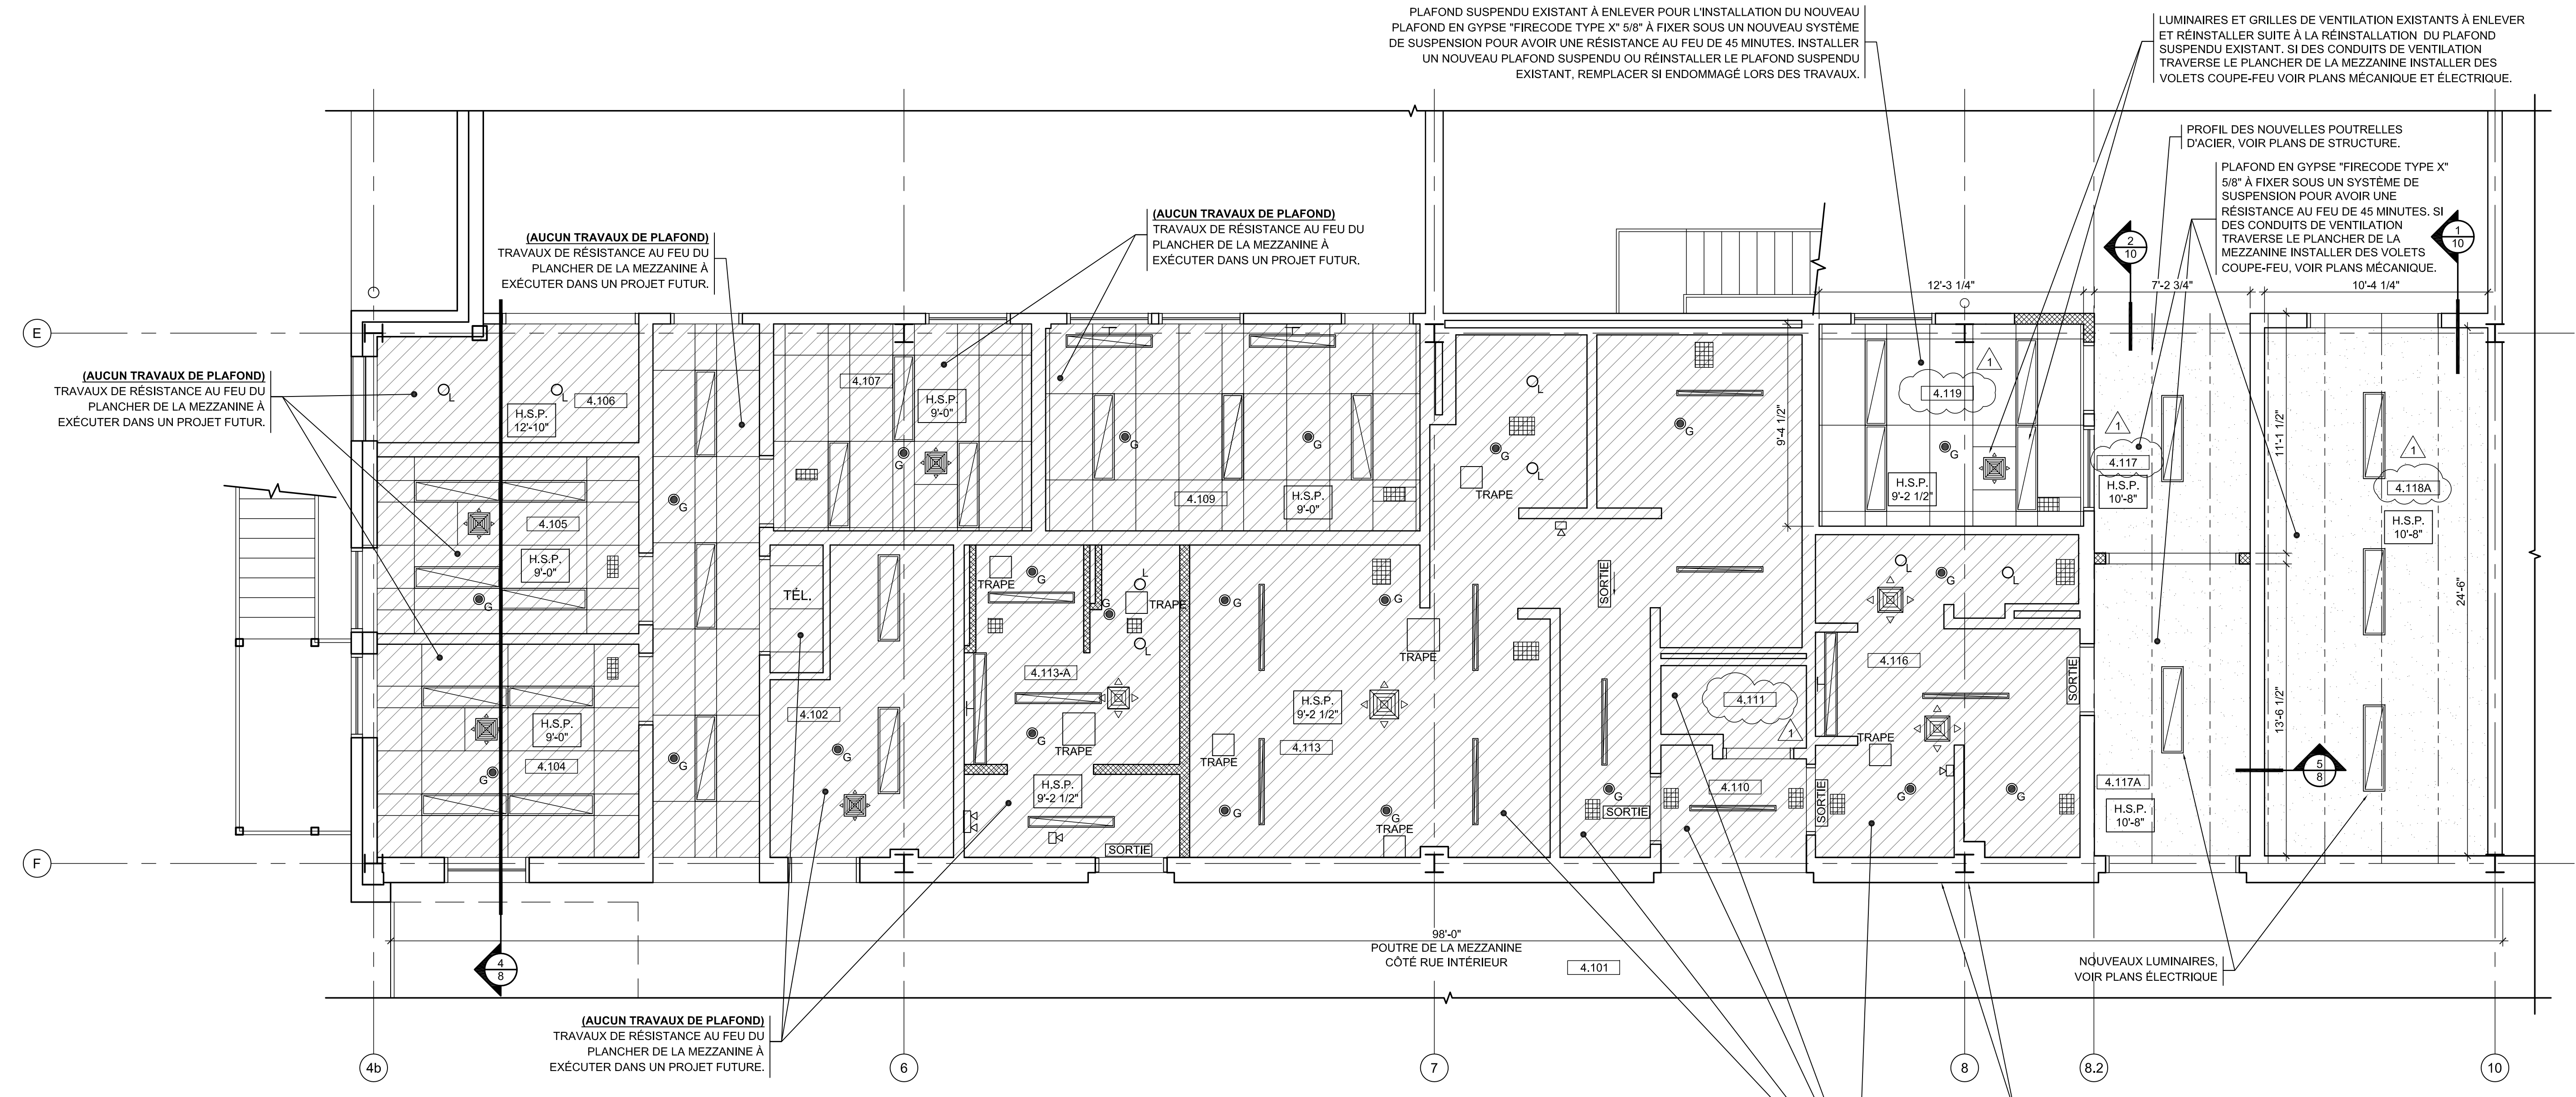 PLAFOND SUSPENDU EXISTANT À ENLEVER POUR L'INSTALLATION DU NOUVEAU
PLAFOND EN GYPSE "FIRECODE TYPE X" 5/8" À FIXER SOUS UN NOUVEAU SYSTÈME
DE SUSPENSION POUR AVOIR UNE RÉSISTANCE AU FEU DE 45 MINUTES. INSTALLER
UN NOUVEAU PLAFOND SUSPENDU OU RÉINSTALLER LE PLAFOND SUSPENDU
EXISTANT, REMPLACER SI ENDOMMAGÉ LORS DES TRAVAUX.
LUMINAIRES ET GRILLES DE VENTILATION EXISTANTS À ENLEVER
ET RÉINSTALLER SUITE À LA RÉINSTALLATION DU PLAFOND
SUSPENDU EXISTANT. SI DES CONDUITS DE VENTILATION
TRAVERSE LE PLANCHER DE LA MEZZANINE INSTALLER DES
VOLETS COUPE-FEU VOIR PLANS MÉCANIQUE ET ÉLECTRIQUE.
PROFIL DES NOUVELLES POUTRELLES
D'ACIER, VOIR PLANS DE STRUCTURE.
PLAFOND EN GYPSE "FIRECODE TYPE X"
5/8" À FIXER SOUS UN SYSTÈME DE
SUSPENSION POUR AVOIR UNE
RÉSISTANCE AU FEU DE 45 MINUTES. SI
DES CONDUITS DE VENTILATION
TRAVERSE LE PLANCHER DE LA
MEZZANINE INSTALLER DES VOLETS
COUPE-FEU, VOIR PLANS MÉCANIQUE.
(AUCUN TRAVAUX DE PLAFOND)
TRAVAUX DE RÉSISTANCE AU FEU DU
PLANCHER DE LA MEZZANINE À
EXÉCUTER DANS UN PROJET FUTUR.
(AUCUN TRAVAUX DE PLAFOND)
TRAVAUX DE RÉSISTANCE AU FEU DU
PLANCHER DE LA MEZZANINE À
EXÉCUTER DANS UN PROJET FUTUR.
(AUCUN TRAVAUX DE PLAFOND)
TRAVAUX DE RÉSISTANCE AU FEU DU
PLANCHER DE LA MEZZANINE À
EXÉCUTER DANS UN PROJET FUTUR.
2
10
1
10
12'-3 1/4"
7'-2 3/4"
10'-4 1/4"
E
4.106
L
L
H.S.P.
12'-10"
4.107
H.S.P.
9'-0"
G
G
G
G
4.109
H.S.P.
9'-0"
L
G
L
TRAPE
G
9'-4 1/2"
1
4.119
G
H.S.P.
9'-2 1/2"
1
4.117
H.S.P.
10'-8"
11'-1 1/2"
1
4.118A
H.S.P.
10'-8"
24'-6"
4.105
H.S.P.
9'-0"
G
TÉL.
TRAPE
G
L
TRAPE
G
L
G
G
TRAPE
SORTIE
L
G
L
H.S.P.
9'-0"
4.104
G
G
4.102
G
4.113-A
G
TRAPE
H.S.P.
9'-2 1/2"
SORTIE
H.S.P.
9'-2 1/2"
4.113
TRAPE
G
G
TRAPE
G
SORTIE
4.111
1
4.110
SORTIE
4.116
TRAPE
G
G
SORTIE
13'-6 1/2"
4.117A
H.S.P.
10'-8"
5
8
F
98'-0"
POUTRE DE LA MEZZANINE
CÔTÉ RUE INTÉRIEUR
4.101
NOUVEAUX LUMINAIRES,
VOIR PLANS ÉLECTRIQUE
4
8
(AUCUN TRAVAUX DE PLAFOND)
TRAVAUX DE RÉSISTANCE AU FEU DU
PLANCHER DE LA MEZZANINE À
EXÉCUTER DANS UN PROJET FUTURE.
4b
6
7
8
8.2
10